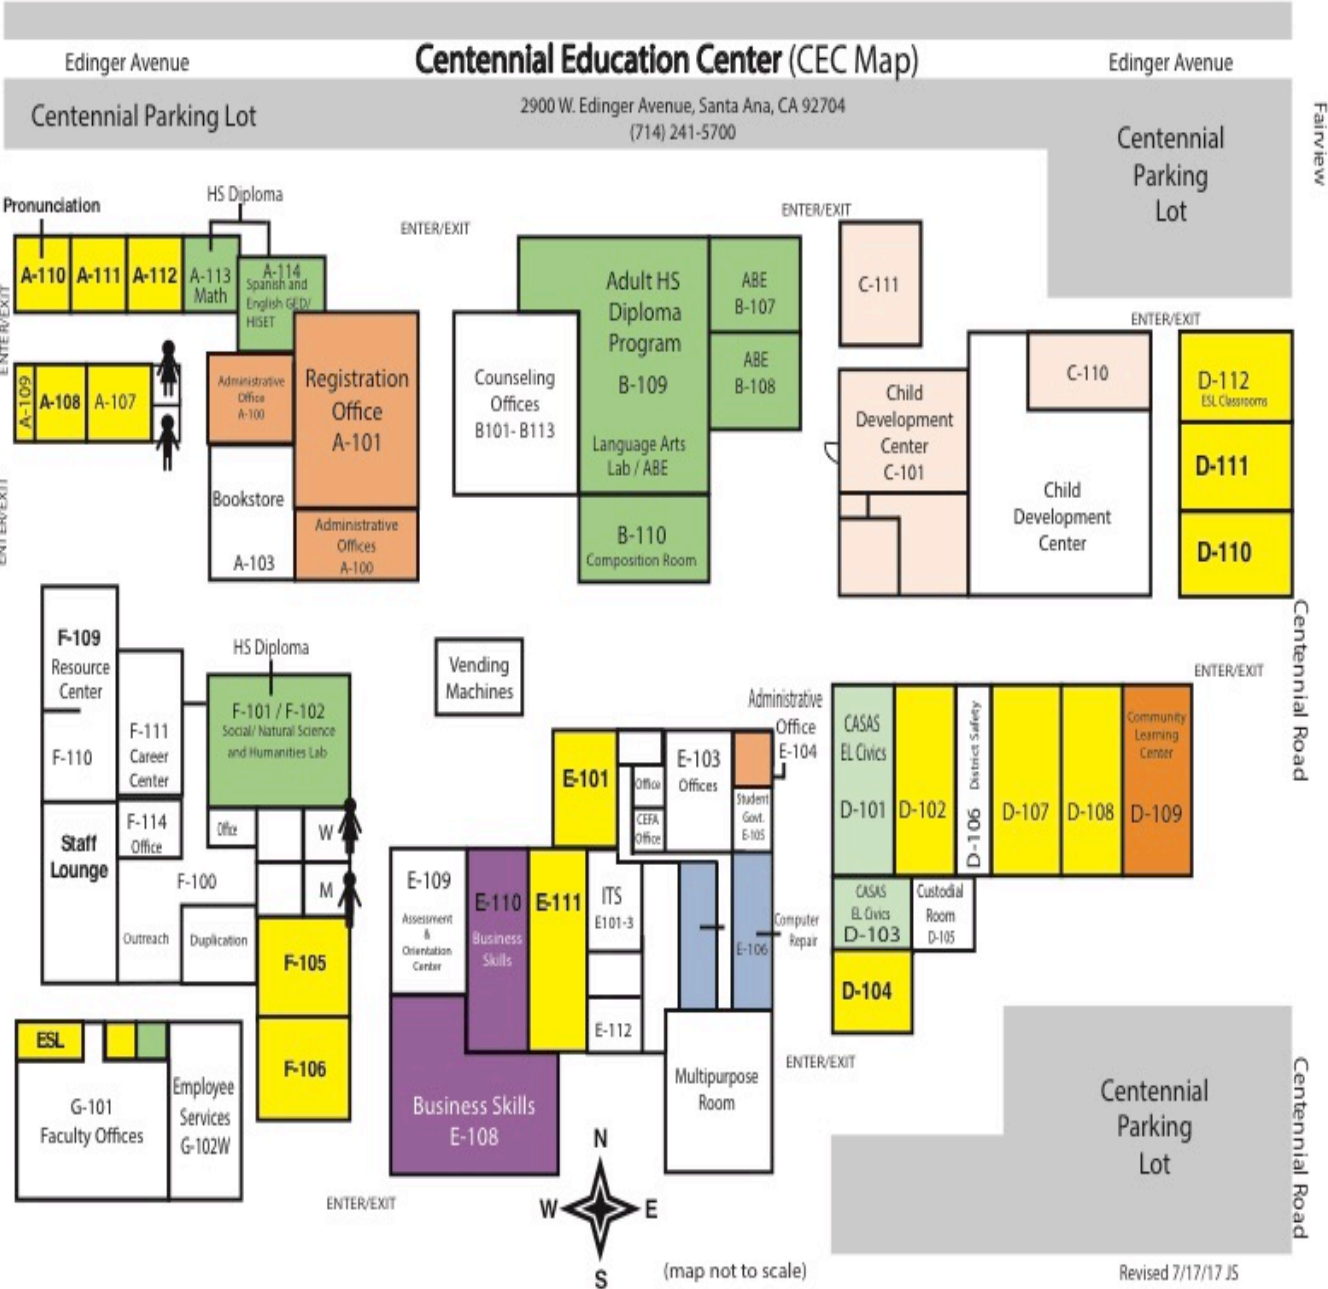 Edinger Avenue
Centennial Education Center (CEC Map)
Edinger Avenue
Centennial Parking Lot
2900 W. Edinger Avenue, Santa Ana, CA 92704
(714) 241-5700
Centennial
Parking
Lot
Fairview
Pronunciation
HS Diploma
ENTER/EXIT
ENTER/EXIT
A-110
A-111
A-112
A-113
Math
A-114
Spanish and
English GED/
HISET
ENTER/EXIT
A-109
A-108
A-107
Administrative
Office
A-100
Registration
Office
A-101
Bookstore
A-103
Administrative
Offices
A-100
ENTER/EXIT
Counseling
Offices
B101- B113
Adult HS
Diploma
Program
B-109
Language Arts
Lab / ABE
ABE
B-107
ABE
B-108
B-110
Composition Room
C-111
Child
Development
Center
C-101
C-110
Child
Development
Center
ENTER/EXIT
D-112
ESL Classrooms
D-111
D-110
Centennial Road
F-109
Resource
Center
F-110
F-111
Career
Center
HS Diploma
F-101 / F-102
Social/ Natural Science
and Humanities Lab
Staff
Lounge
F-114
Office
Office
W
M
F-100
Outreach
Duplication
F-105
F-106
ESL
G-101
Faculty Offices
Employee
Services
G-102W
Vending
Machines
E-101
Office
CEFA
Office
E-103
Offices
Administrative
Office
E-104
Student
Govt.
E-105
E-109
Assessment
&
Orientation
Center
E-110
Business
Skills
E-111
ITS
E101-3
E-112
E-106
Computer
Repair
Business Skills
E-108
Multipurpose
Room
ENTER/EXIT
CASAS
EL Civics
D-101
D-102
D-106 District Safety
D-107
D-108
Community
Learning
Center
D-109
CASAS
EL Civics
D-103
Custodial
Room
D-105
D-104
ENTER/EXIT
Centennial
Parking
Lot
Centennial Road
ENTER/EXIT
N
W
E
S
(map not to scale)
Revised 7/17/17 JS